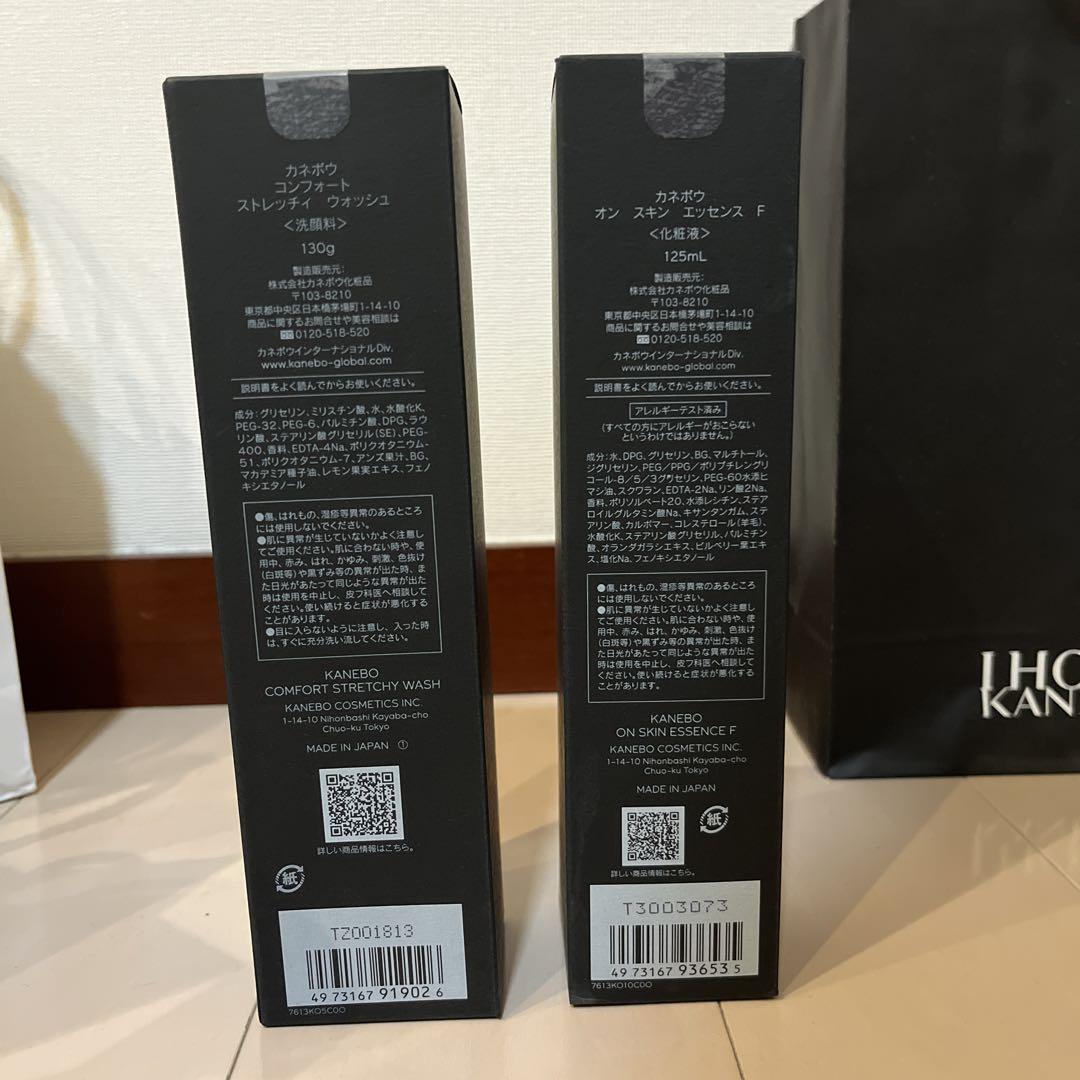 カネボウ
コンフォート
ストレッチィ ウォッシュ
<洗顔料>
130g
製造販売元:
株式会社カネボウ化粧品
〒103-8210
東京都中央区日本橋茅場町1-14-10
商品に関するお問合せや美容相談は
0120-518-520
カネボウインターナショナルDiv.
www.kanebo-global.com
説明書をよく読んでからお使いください。
成分:グリセリン、ミリスチン酸、水、水酸化K、
PEG-32、PEG-6、パルミチン酸、DPG、ラウ
リン酸、ステアリン酸グリセリル(SE)、PEG-
400、香料、EDTA-4Na、ポリクオタニウム-
51、ポリクオタニウム-7、アンズ果汁、BG、
マカデミア種子油、レモン果実エキス、フェノ
キシエタノール
●傷、はれもの、湿疹等異常のあるところ
には使用しないでください。
●肌に異常が生じていないかよく注意し
てご使用ください。肌に合わない時や、使
用中、赤み、はれ、かゆみ、刺激、色抜け
(白斑等)や黒ずみ等の異常が出た時、ま
た日光があたって同じような異常が出た
時は使用を中止し、皮フ科医へ相談して
ください。使い続けると症状が悪化する
ことがあります。
●目に入らないように注意し、入った時
は、すぐに充分洗い流してください。
KANEBO
COMFORT STRETCHY WASH
KANEBO COSMETICS INC.
1-14-10 Nihonbashi Kayaba-cho
Chuo-ku Tokyo
MADE IN JAPAN ①
詳しい商品情報はこちら。
紙
TZ001813
4973167919026
7613KO5C0O
カネボウ
オン スキン エッセンス F
<化粧液>
125mL
製造販売元:
株式会社カネボウ化粧品
〒103-8210
東京都中央区日本橋茅場町1-14-10
商品に関するお問合せや美容相談は
0120-518-520
カネボウインターナショナルDiv.
www.kanebo-global.com
説明書をよく読んでからお使いください。
アレルギーテスト済み
(すべての方にアレルギーがおこらない
というわけではありません。)
成分:水、DPG、グリセリン、BG、マルチトール、
ジグリセリン、PEG/PPG/ポリブチレングリ
コール-8/5/3グリセリン、PEG-60水添ヒ
マシ油、スクワラン、EDTA-2Na、リン酸2Na、
香料、ポリソルベート20、水添レシチン、ステア
ロイルグルタミン酸Na、キサンタンガム、ステ
アリン酸、カルボマー、コレステロール(羊毛)、
水酸化K、ステアリン酸グリセリル、パルミチン
酸、オランダガラシエキス、ビルベリー葉エキ
ス、塩化Na、フェノキシエタノール
●傷、はれもの、湿疹等異常のあるところ
には使用しないでください。
●肌に異常が生じていないかよく注意し
てご使用ください。肌に合わない時や、使
用中、赤み、はれ、かゆみ、刺激、色抜け
(白斑等)や黒ずみ等の異常が出た時、ま
た日光があたって同じような異常が出た
時は使用を中止し、皮フ科医へ相談して
ください。使い続けると症状が悪化する
ことがあります。
KANEBO
ON SKIN ESSENCE F
KANEBO COSMETICS INC.
1-14-10 Nihonbashi Kayaba-cho
Chuo-ku Tokyo
MADE IN JAPAN
紙
詳しい商品情報はこちら。
T3003073
4973167936535
7613KO10CDO
I HO
KAN